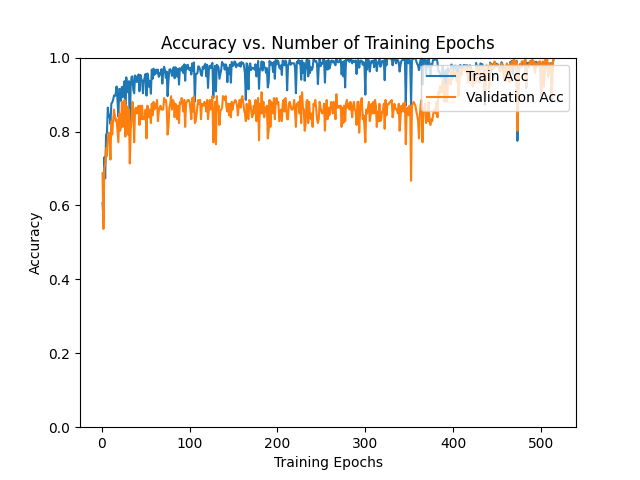 Accuracy vs. Number of Training Epochs
1.0
0.8
0.6
0.4
0.2
0.0
Accuracy
Train Acc
Validation Acc
0 100 200 300 400 500
Training Epochs